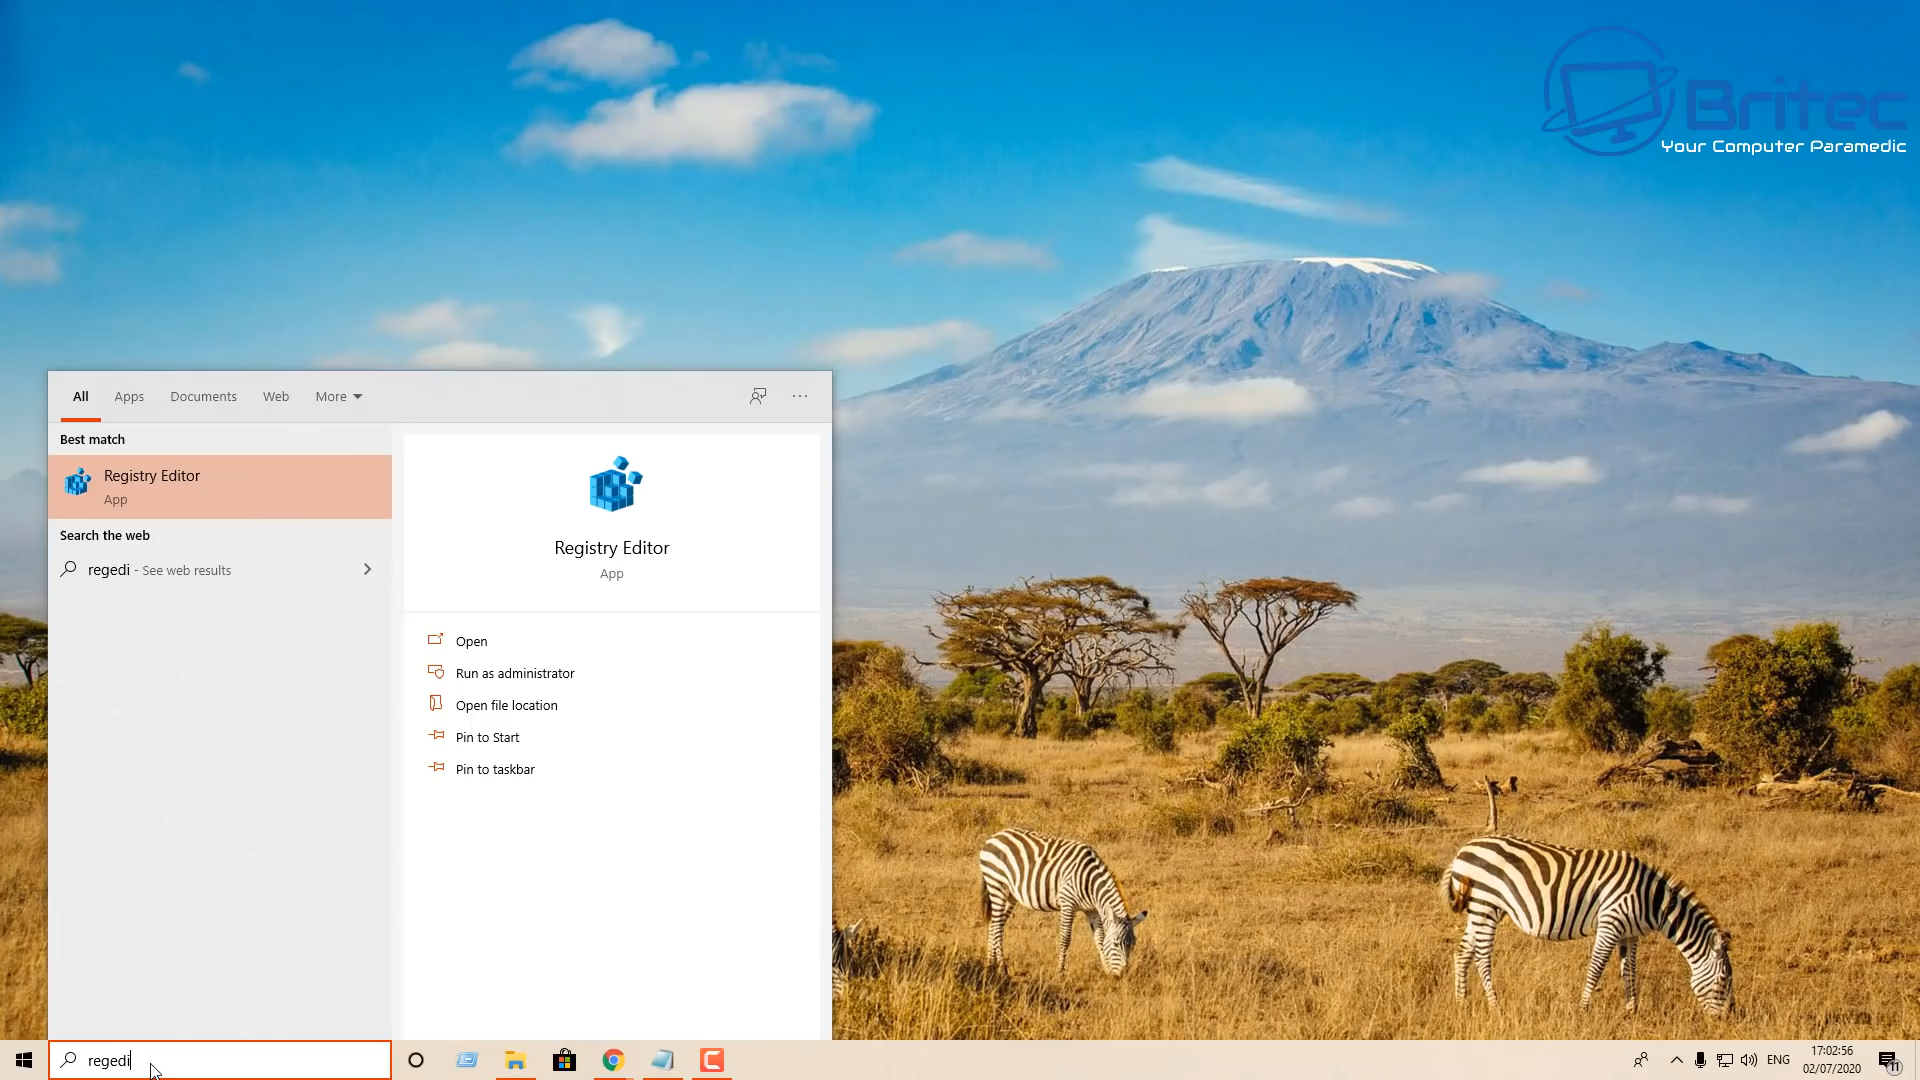 Britec
Your Computer Paramedic
All
Apps
Documents
Web
More
Best match
Registry Editor
App
Search the web
regedi - See web results
Registry Editor
App
Open
Run as administrator
Open file location
Pin to Start
Pin to taskbar
regedi
ENG
17:02:56
02/07/2020
11